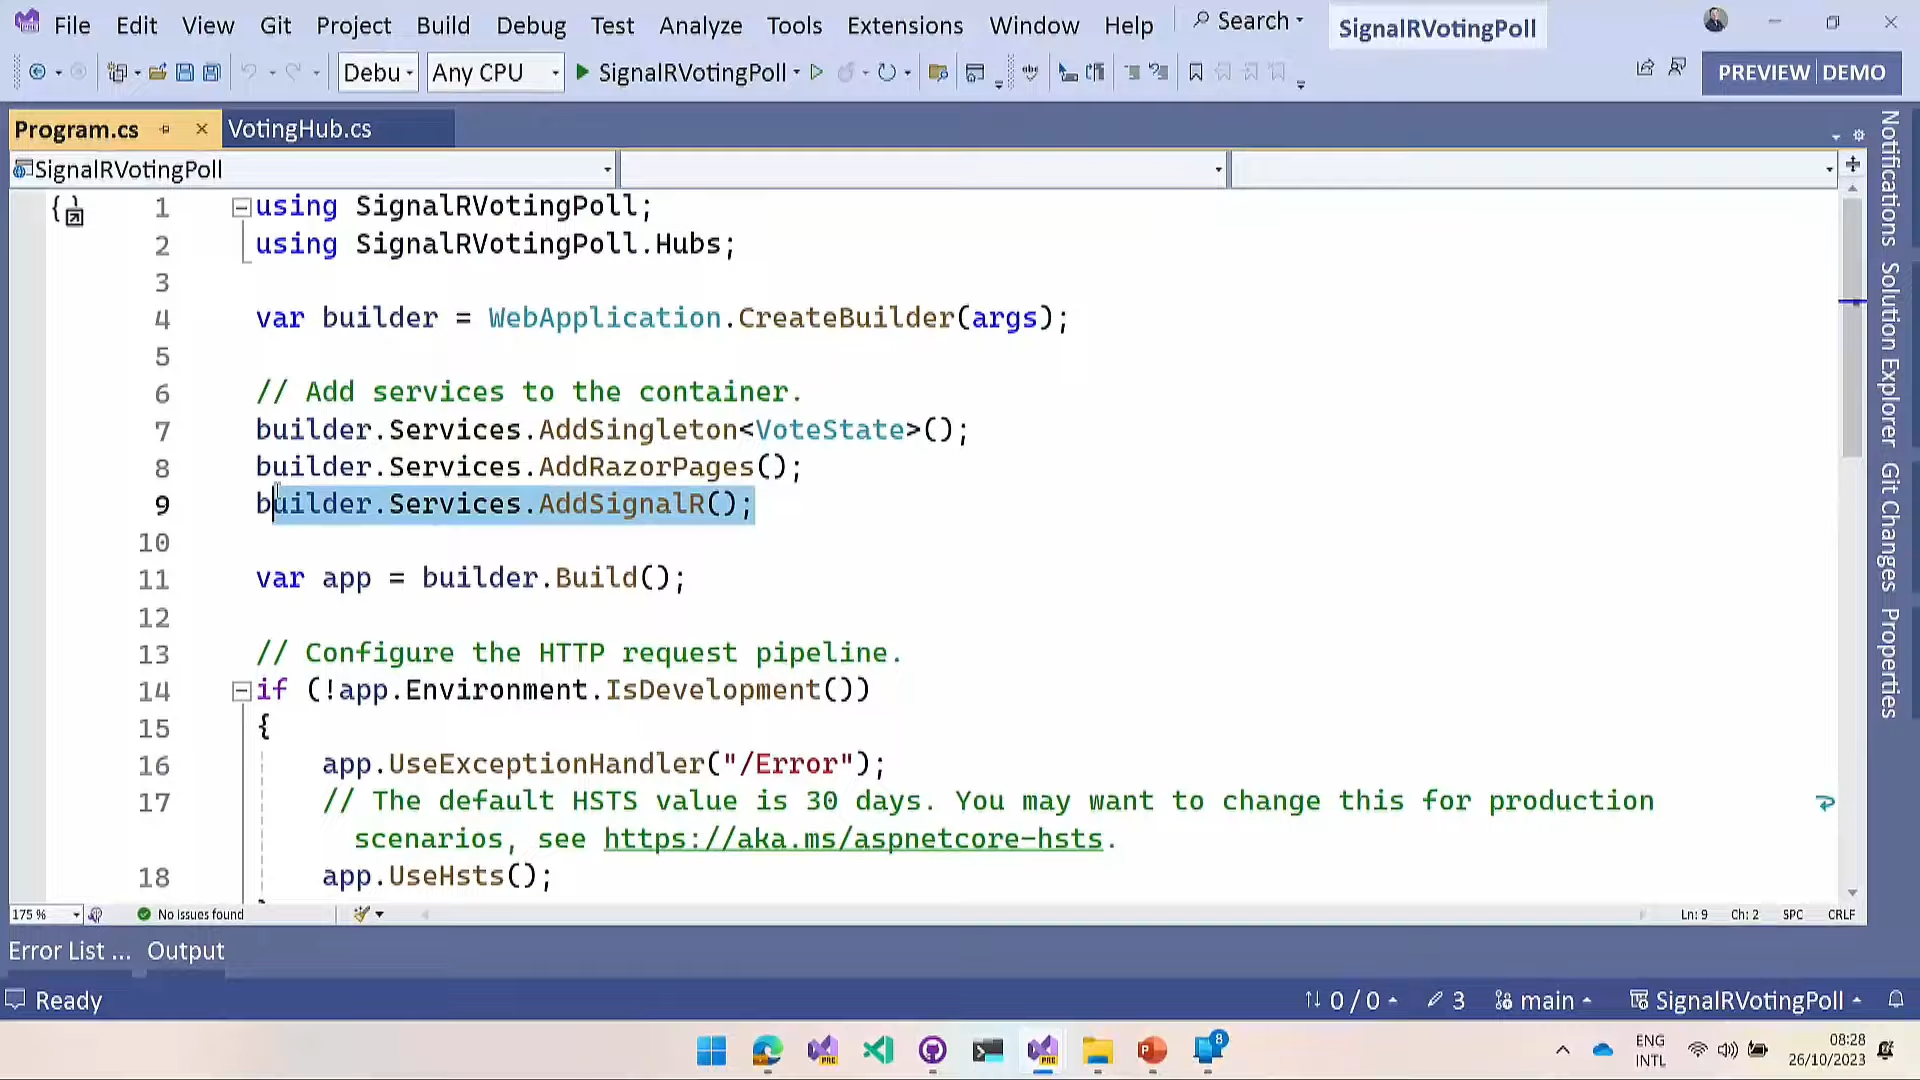 File Edit View Git Project Build Debug Test Analyze Tools Extensions Window Help Search SignalRVotingPoll
Debu Any CPU SignalRVotingPoll PREVIEW DEMO
Program.cs VotingHub.cs
SignalRVotingPoll
1 using SignalRVotingPoll;
2 using SignalRVotingPoll.Hubs;
3
4 var builder = WebApplication.CreateBuilder(args);
5
6 // Add services to the container.
7 builder.Services.AddSingleton<VoteState>();
8 builder.Services.AddRazorPages();
9 builder.Services.AddSignalR();
10
11 var app = builder.Build();
12
13 // Configure the HTTP request pipeline.
14 if (!app.Environment.IsDevelopment())
15 {
16 app.UseExceptionHandler("/Error");
17 // The default HSTS value is 30 days. You may want to change this for production
scenarios, see https://aka.ms/aspnetcore-hsts.
18 app.UseHsts();
Notifications
Solution Explorer
Git Changes
Properties
175 % No issues found Ln: 9 Ch: 2 SPC CRLF
Error List ... Output
Ready 0 / 0 3 main SignalRVotingPoll
8
ENG
INTL
08:28
26/10/2023